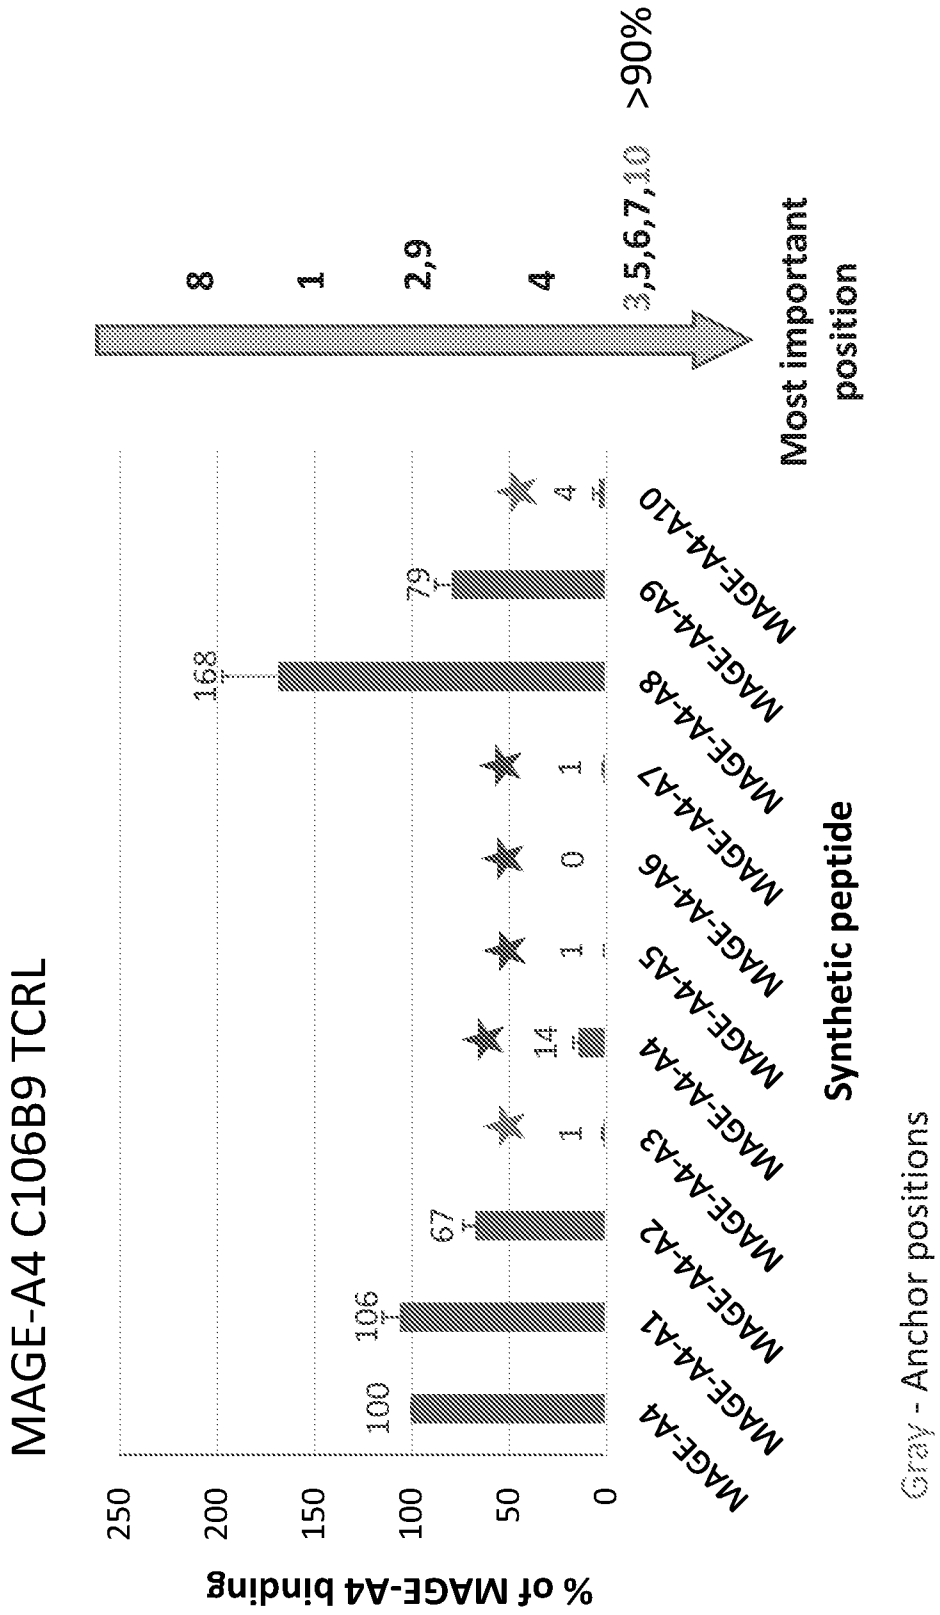 MAGE-A4 C106B9 TCRL
% of MAGE-A4 binding
250
200
150
100
50
0
100
106
67
1
14
1
0
1
168
79
4
MAGE-A4
MAGE-A4-A1
MAGE-A4-A2
MAGE-A4-A3
MAGE-A4-A4
MAGE-A4-A5
MAGE-A4-A6
MAGE-A4-A7
MAGE-A4-A8
MAGE-A4-A9
MAGE-A4-A10
Synthetic peptide
8
1
2,9
4
3,5,6,7,10 >90%
Most important
position
Gray - Anchor positions